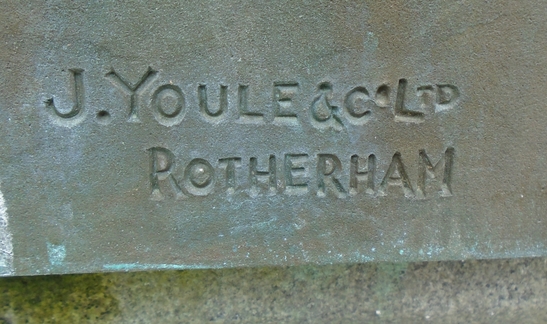 J. YOULE & Co LTD
ROTHERHAM